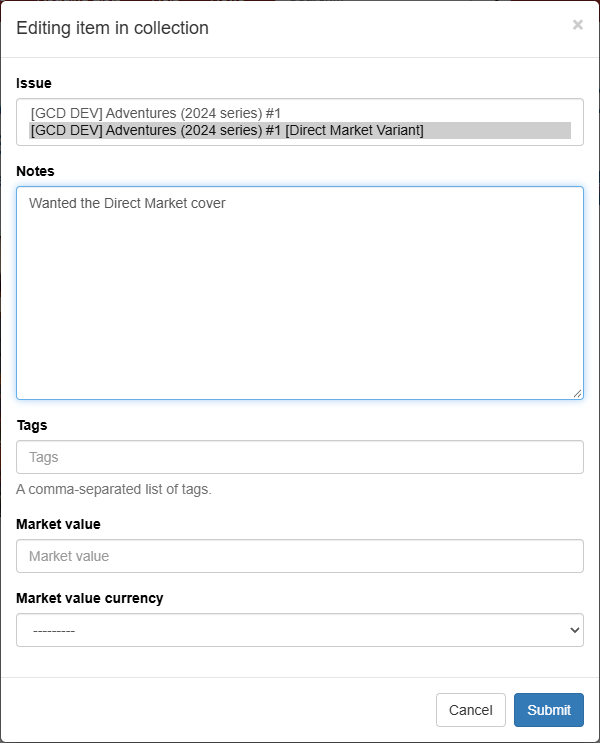 Editing item in collection
×
Issue
[GCD DEV] Adventures (2024 series) #1
[GCD DEV] Adventures (2024 series) #1 [Direct Market Variant]
Notes
Wanted the Direct Market cover
Tags
Tags
A comma-separated list of tags.
Market value
Market value
Market value currency
---------
Cancel Submit